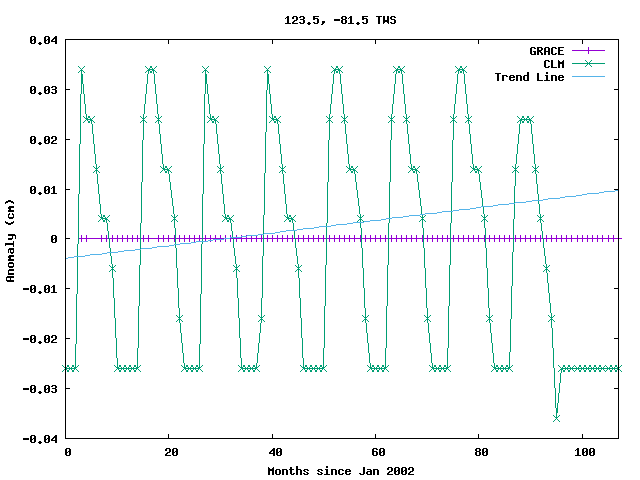 123.5, -81.5 TWS
GRACE
CLM
Trend Line
0.04
0.03
0.02
0.01
0
-0.01
-0.02
-0.03
-0.04
Anomaly (cm)
0 20 40 60 80 100
Months since Jan 2002